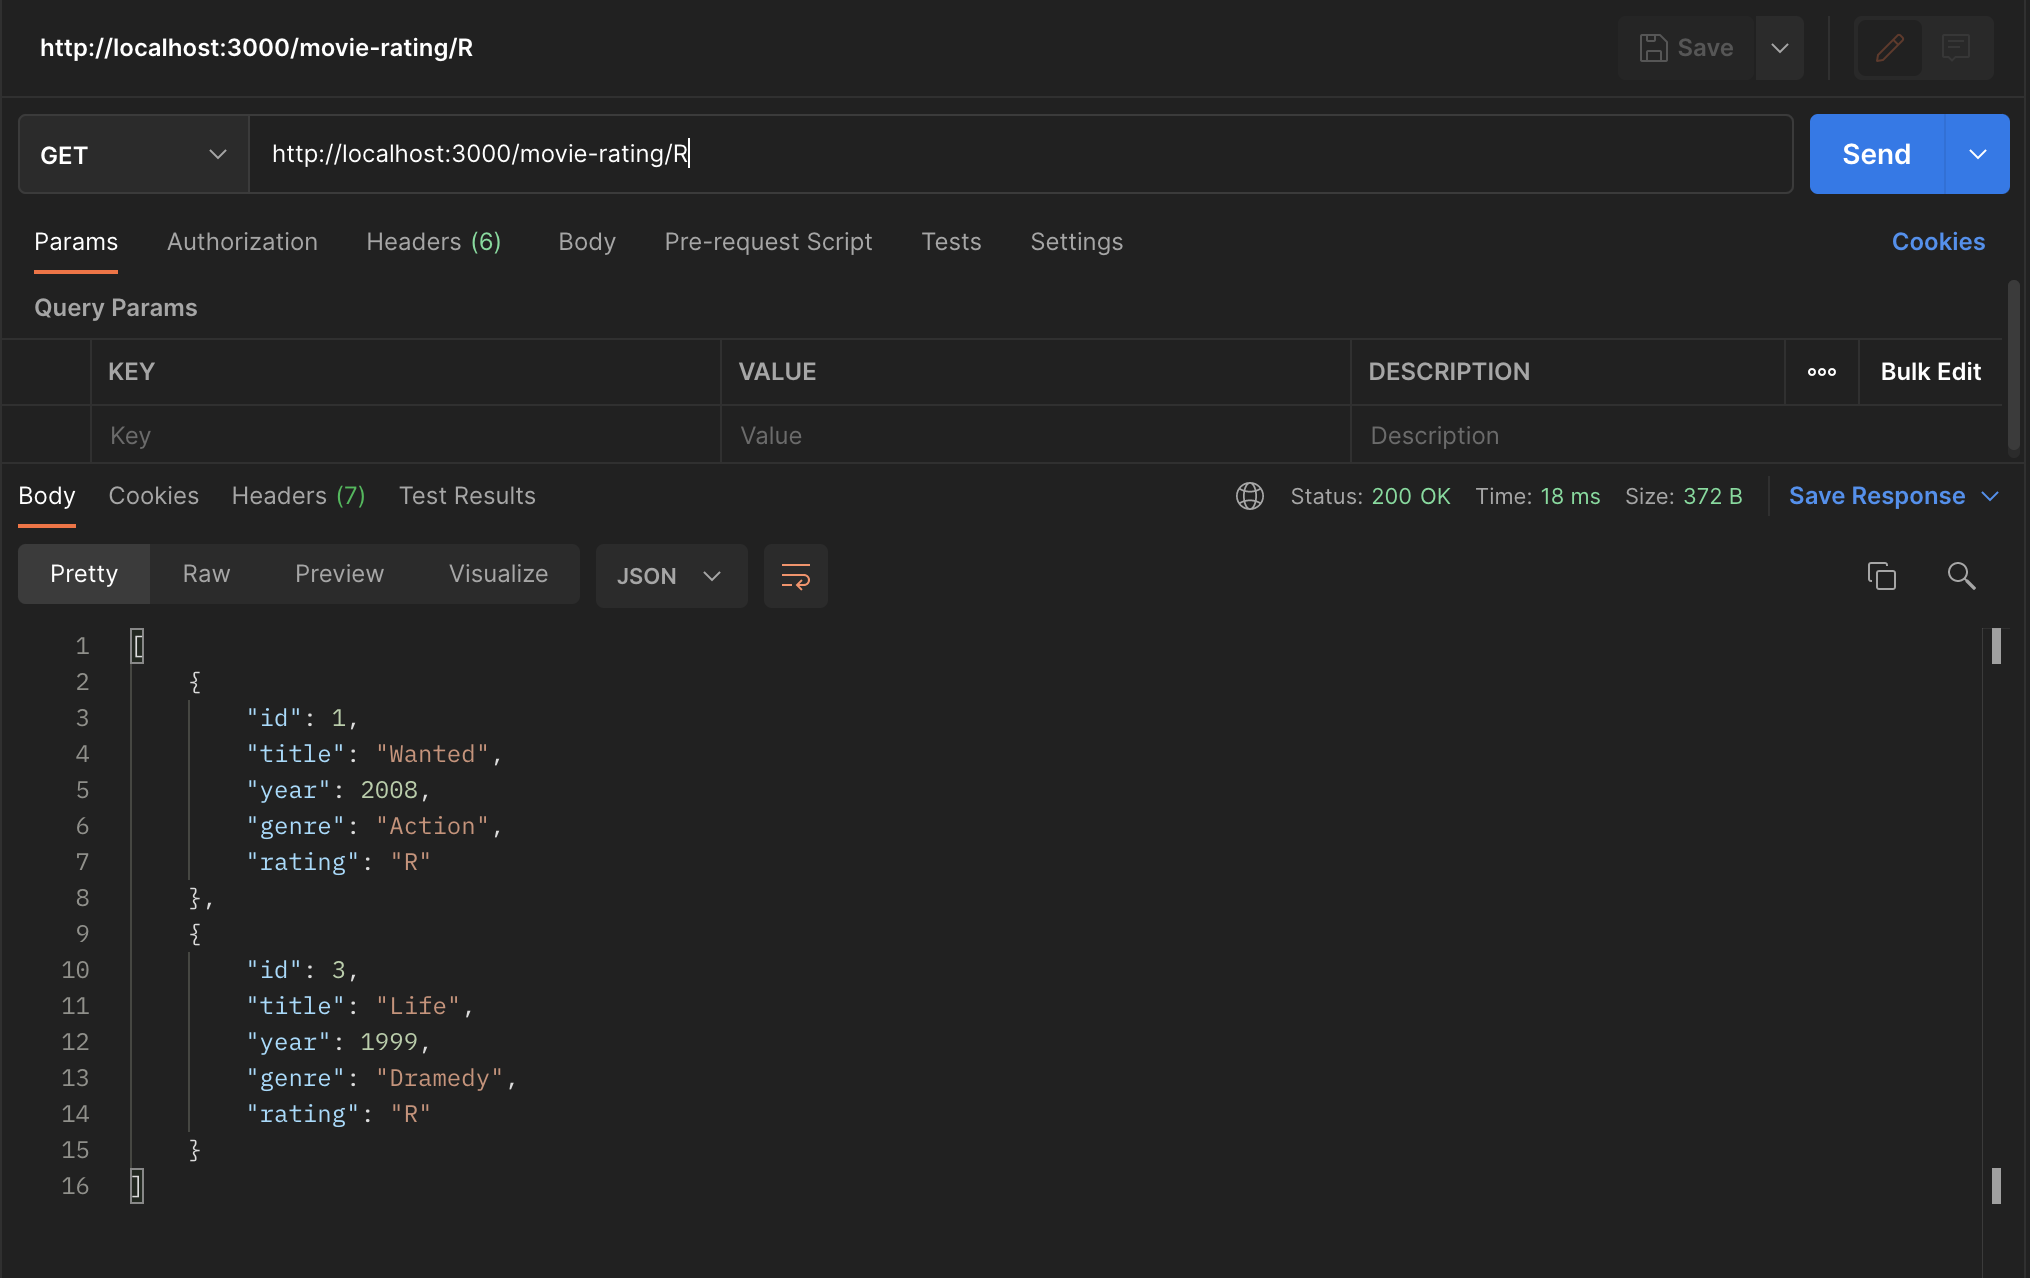 http://localhost:3000/movie-rating/R
Save
GET
http://localhost:3000/movie-rating/R
Send
Params Authorization Headers (6) Body Pre-request Script Tests Settings Cookies
Query Params
KEY VALUE DESCRIPTION ooo Bulk Edit
Key Value Description
Body Cookies Headers (7) Test Results Status: 200 OK Time: 18 ms Size: 372 B Save Response
Pretty Raw Preview Visualize JSON
1 [
2 {
3 "id": 1,
4 "title": "Wanted",
5 "year": 2008,
6 "genre": "Action",
7 "rating": "R"
8 },
9 {
10 "id": 3,
11 "title": "Life",
12 "year": 1999,
13 "genre": "Dramedy",
14 "rating": "R"
15 }
16 ]